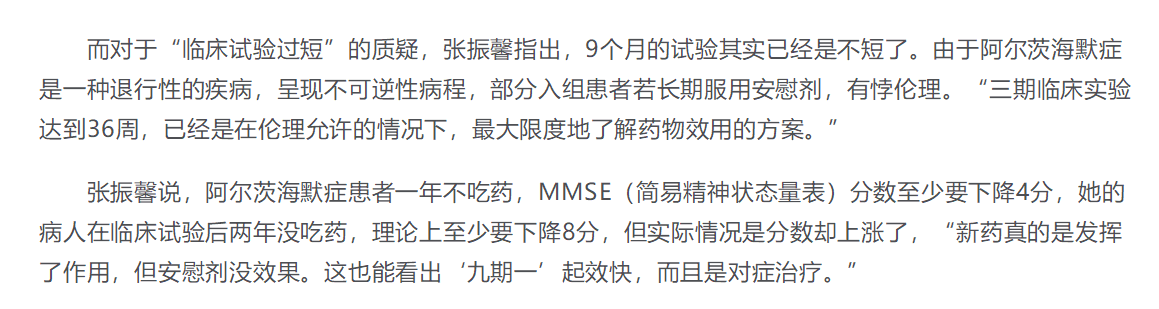 而对于“临床试验过短”的质疑，张振馨指出，9个月的试验其实已经是不短了。由于阿尔茨海默症
是一种退行性的疾病，呈现不可逆性病程，部分入组患者若长期服用安慰剂，有悖伦理。“三期临床实验
达到36周，已经是在伦理允许的情况下，最大限度地了解药物效用的方案。”
张振馨说，阿尔茨海默症患者一年不吃药，MMSE（简易精神状态量表）分数至少要下降4分，她的
病人在临床试验后两年没吃药，理论上至少要下降8分，但实际情况是分数却上涨了，“新药真的是发挥
了作用，但安慰剂没效果。这也能看出‘九期一’起效快，而且是对症治疗。”